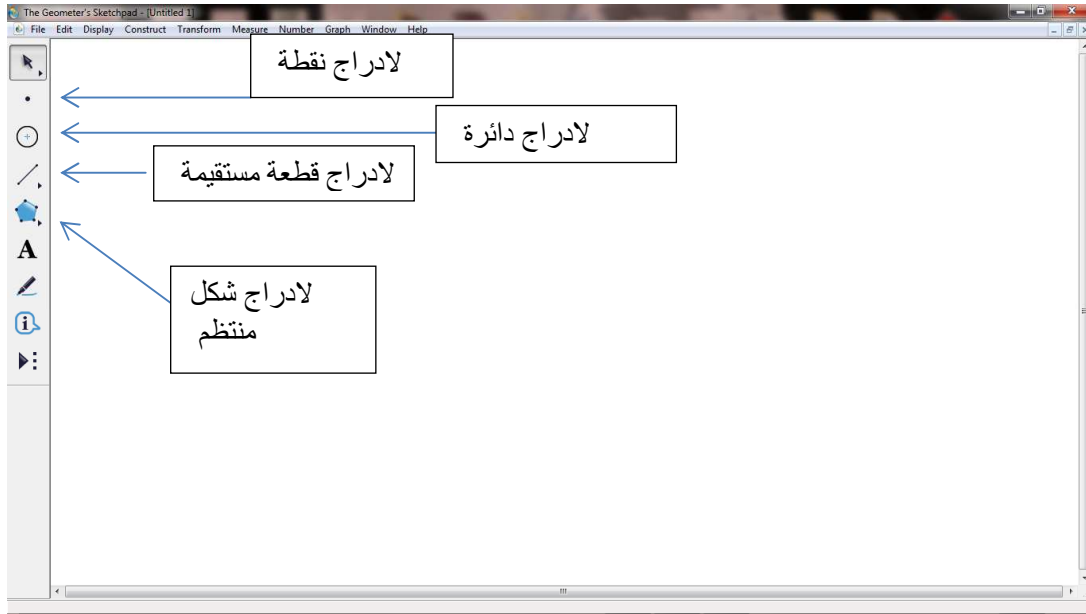 The Geometer's Sketchpad - [Untitled 1]
File Edit Display Construct Transform Measure Number Graph Window Help
لادراج نقطة
لادراج دائرة
لادراج قطعة مستقيمة
A
لادراج شكل
منتظم